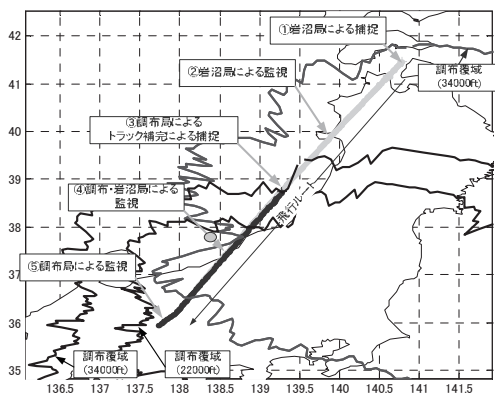 ①岩沼局による捕捉
②岩沼局による監視
調布覆域
(34000ft)
③調布局による
トラック補完による捕捉
④調布・岩沼局による
監視
飛行ルート
⑤調布局による監視
調布覆域
(34000ft)
調布覆域
(22000ft)
42
41
40
39
38
37
36
35
136.5
137
137.5
138
138.5
139
139.5
140
140.5
141
141.5